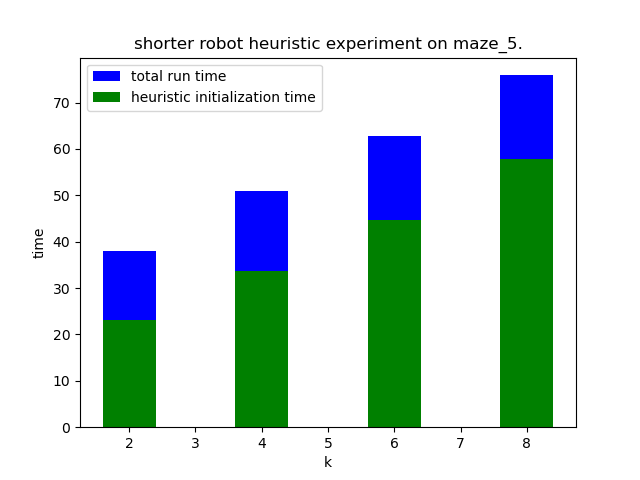 shorter robot heuristic experiment on maze_5.
total run time
heuristic initialization time
70
60
50
40
30
20
10
0
time
2 3 4 5 6 7 8
k